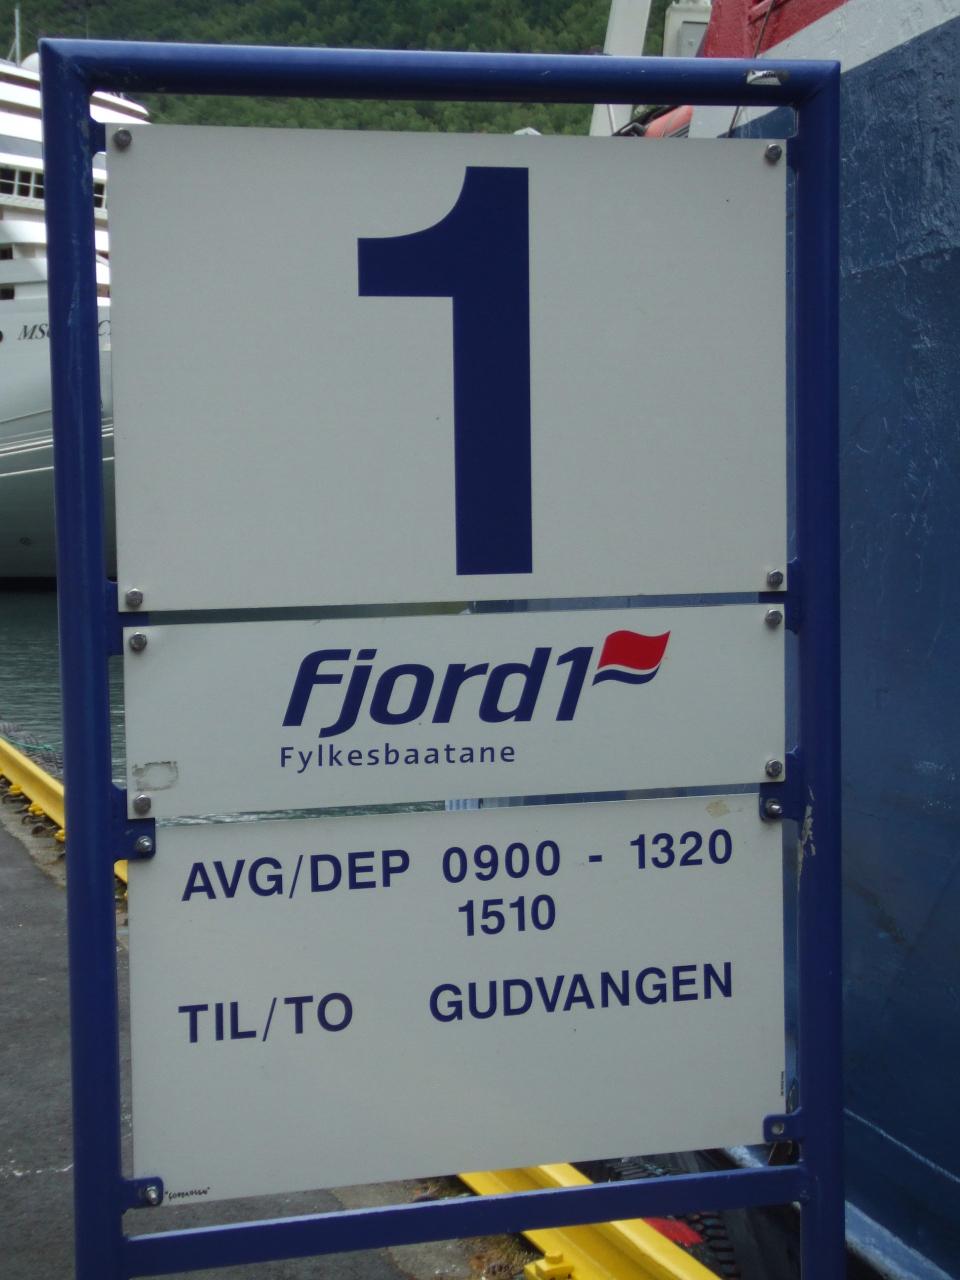 1
Fjord1
Fylkesbaatane
AVG/DEP 0900 - 1320
1510
TIL/TO GUDVANGEN